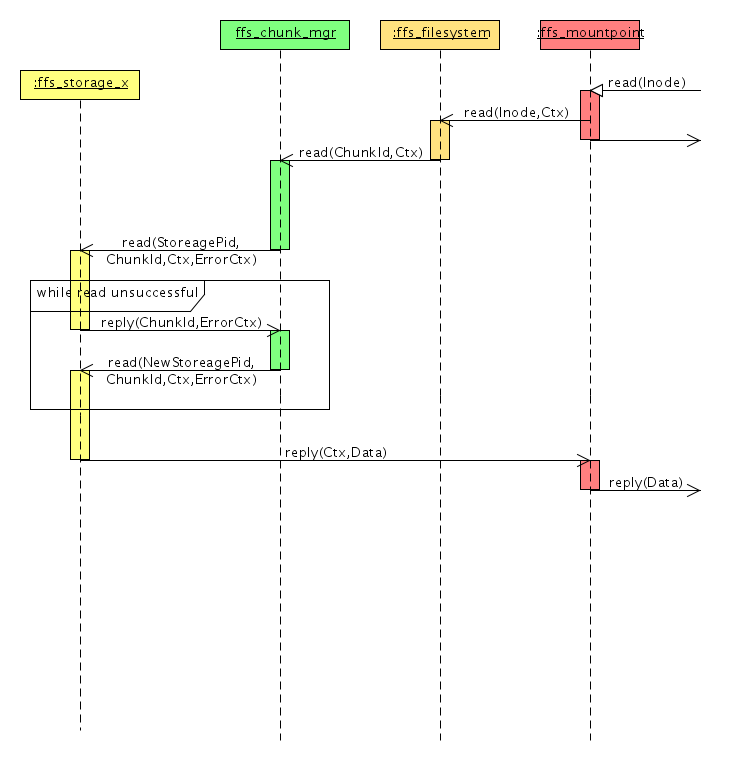 ffs_chunk_mgr
:ffs_filesystem
:ffs_mountpoint
:ffs_storage_x
read(Inode)
read(Inode,Ctx)
read(ChunkId,Ctx)
read(StoreagePid,
ChunkId,Ctx,ErrorCtx)
while read unsuccessful
reply(ChunkId,ErrorCtx)
read(NewStoreagePid,
ChunkId,Ctx,ErrorCtx)
reply(Ctx,Data)
reply(Data)